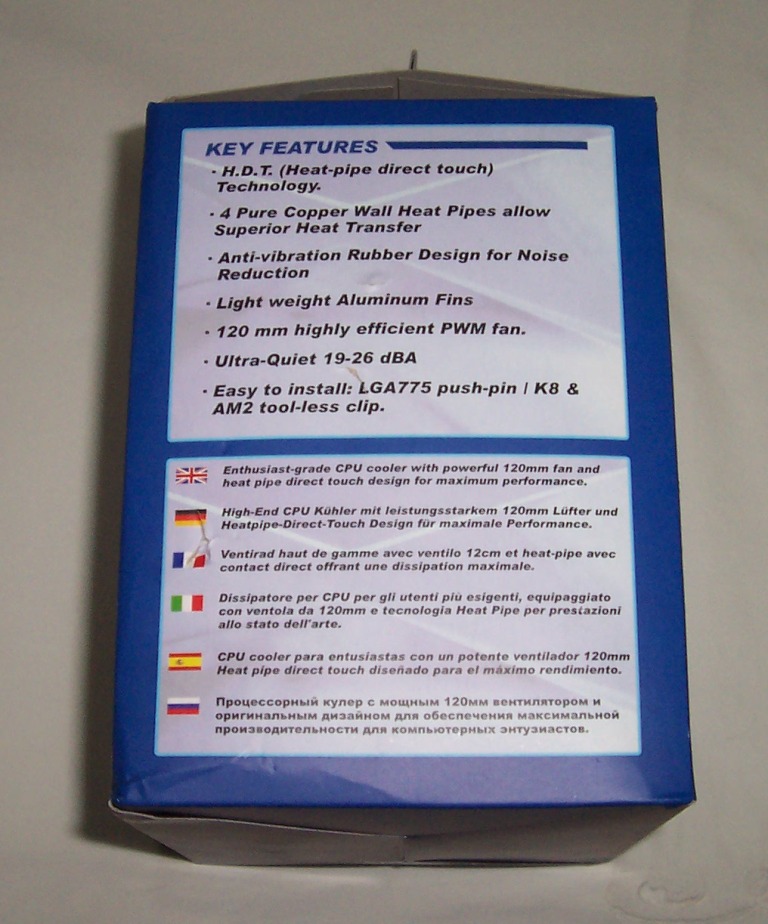 KEY FEATURES
· H.D.T. (Heat-pipe direct touch)
Technology.
· 4 Pure Copper Wall Heat Pipes allow
Superior Heat Transfer
· Anti-vibration Rubber Design for Noise
Reduction
· Light weight Aluminum Fins
· 120 mm highly efficient PWM fan.
· Ultra-Quiet 19-26 dBA
· Easy to install: LGA775 push-pin / K8 &
AM2 tool-less clip.
Enthusiast-grade CPU cooler with powerful 120mm fan and
heat pipe direct touch design for maximum performance.
High-End CPU Kühler mit leistungsstarkem 120mm Lüfter und
Heatpipe-Direct-Touch Design für maximale Performance.
Ventirad haut de gamme avec ventilo 12cm et heat-pipe avec
contact direct offrant une dissipation maximale.
Dissipatore per CPU per gli utenti più esigenti, equipaggiato
con ventola da 120mm e tecnologia Heat Pipe per prestazioni
allo stato dell'arte.
CPU cooler para entusiastas con un potente ventilador 120mm
Heat pipe direct touch diseñado para el máximo rendimiento.
Процессорный кулер с мощным 120мм вентилятором и
оригинальным дизайном для обеспечения максимальной
производительности для компьютерных энтузиастов.